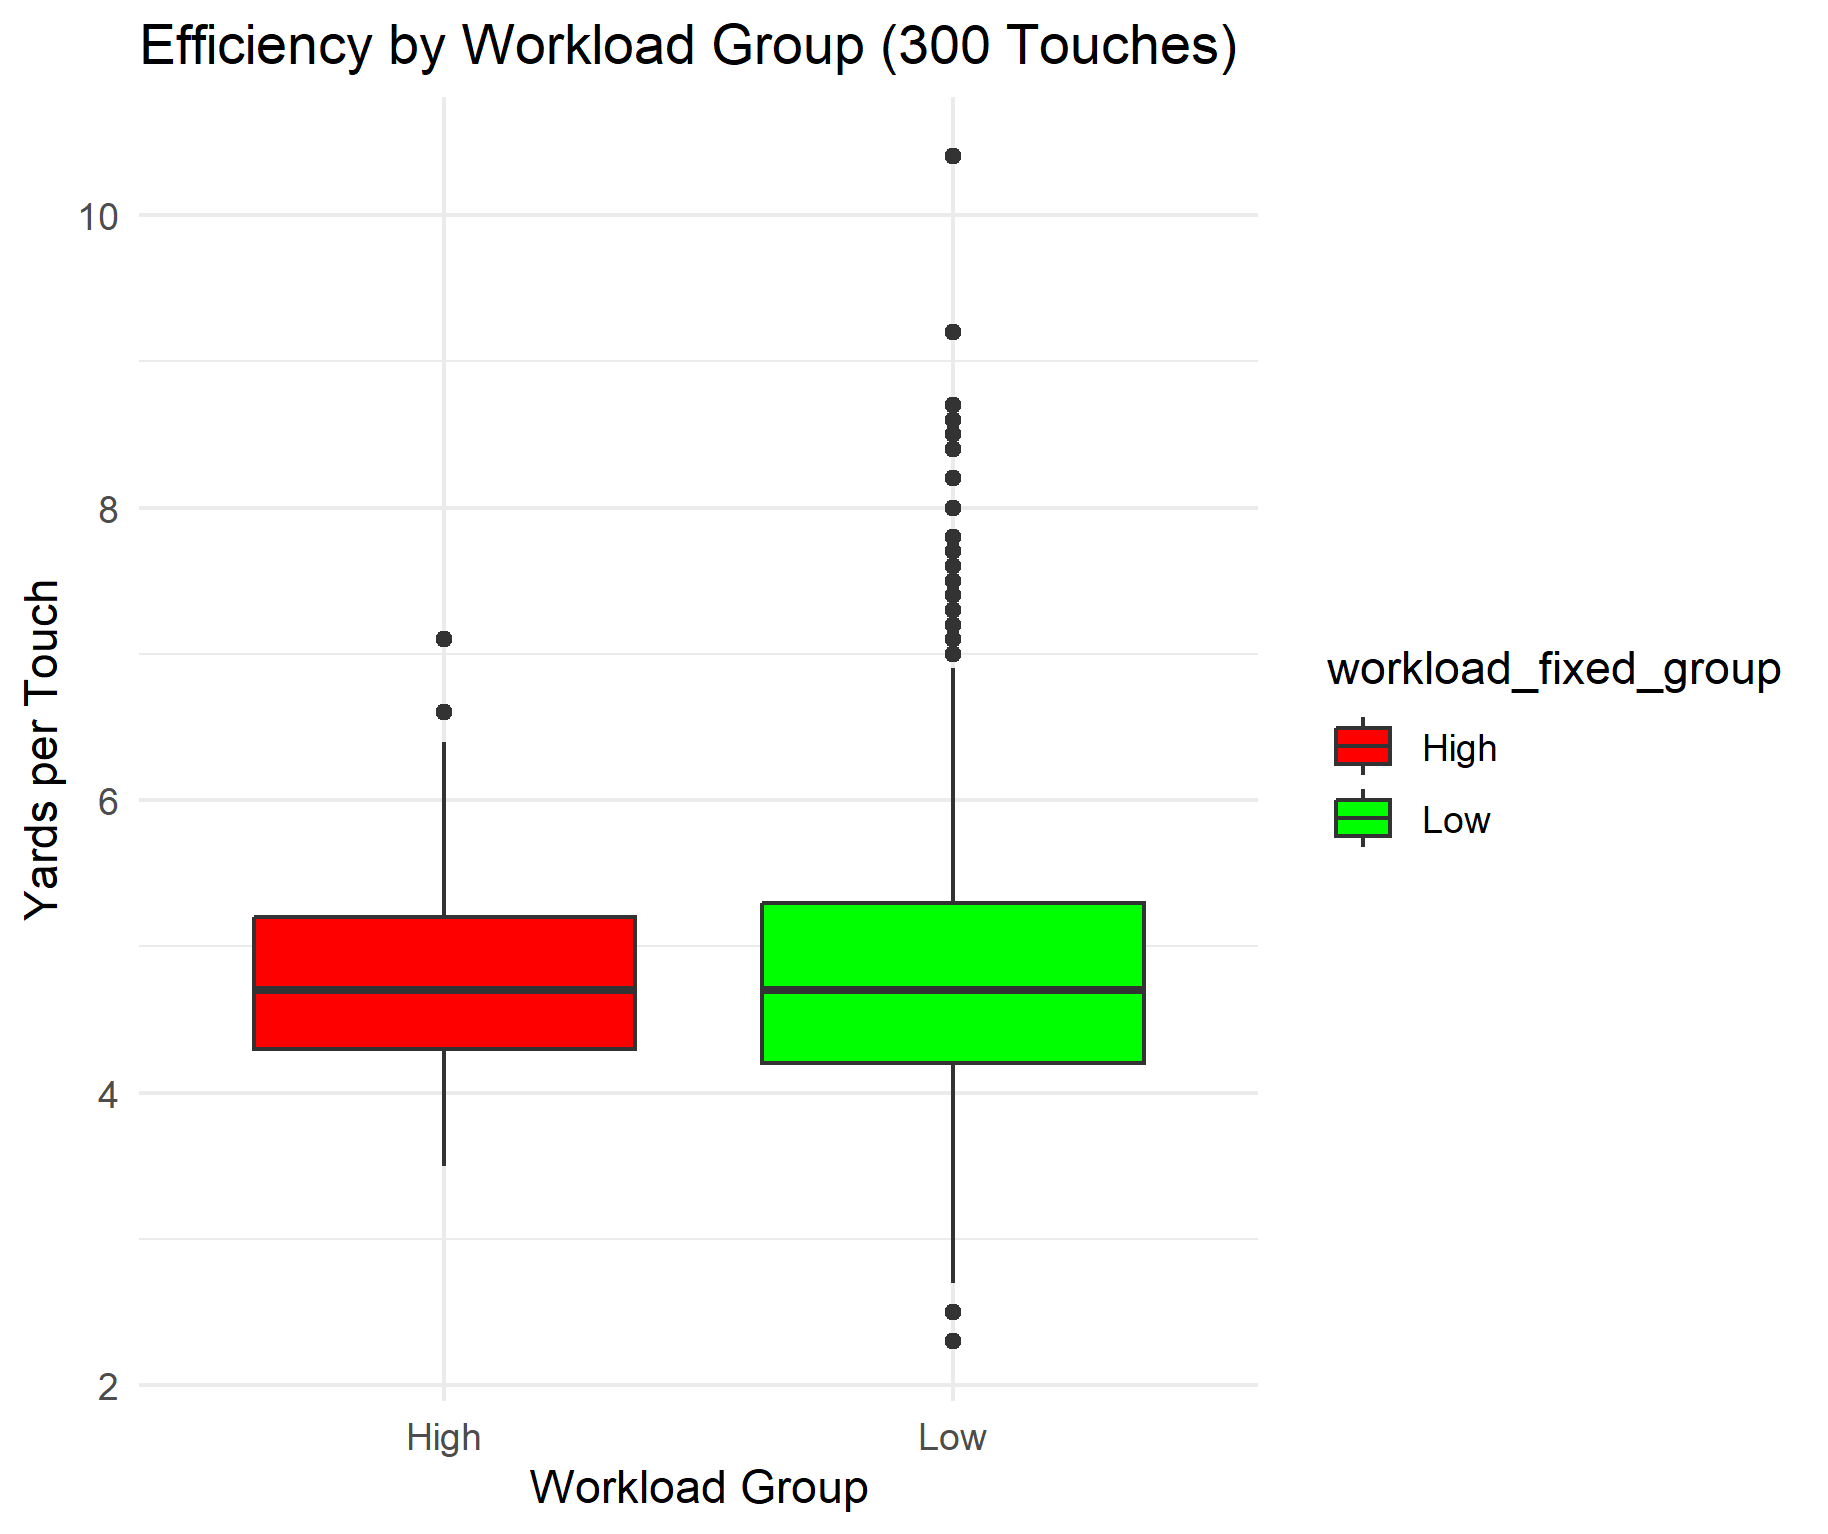 Efficiency by Workload Group (300 Touches)
10
8
6
4
2
Yards per Touch
High
Low
Workload Group
workload_fixed_group
High
Low